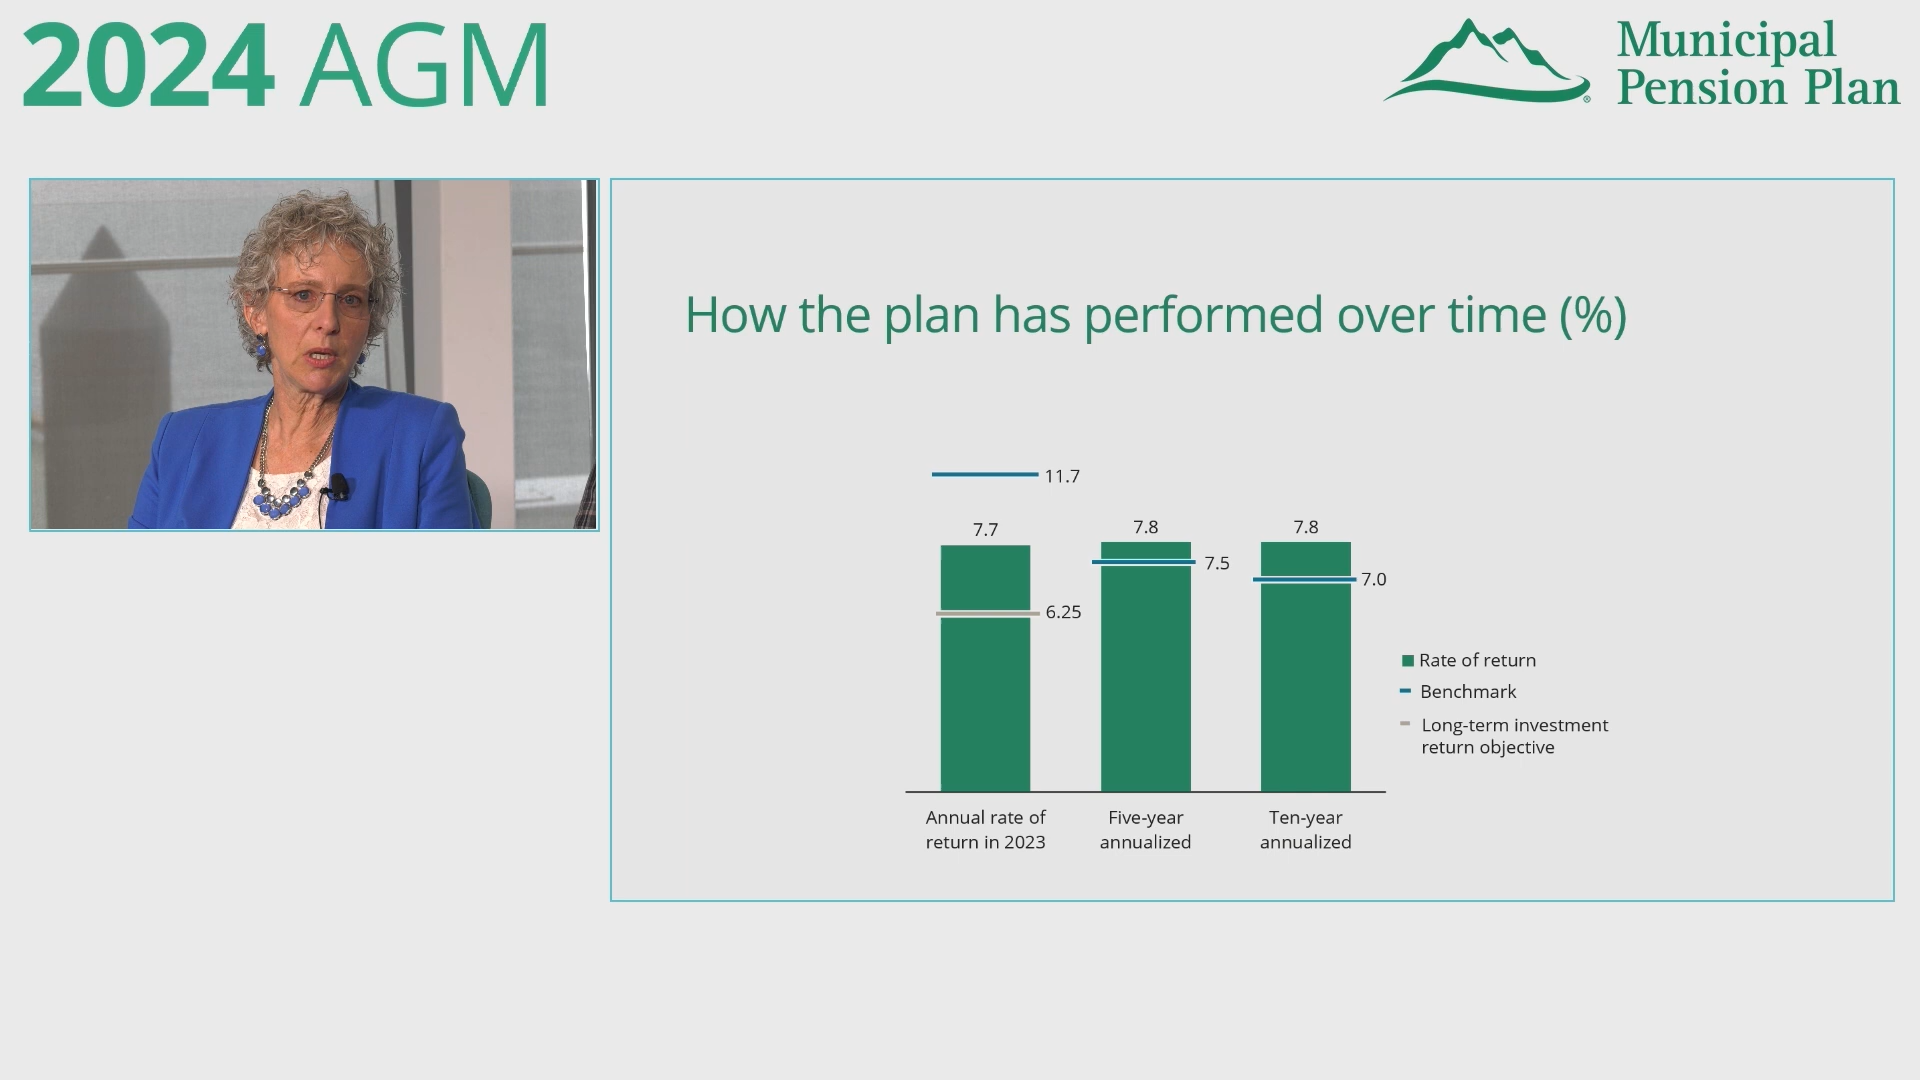 2024 AGM
Municipal
Pension Plan
®
How the plan has performed over time (%)
11.7
7.7
7.8
7.8
7.5
7.0
6.25
Rate of return
Benchmark
Long-term investment
return objective
Annual rate of
return in 2023
Five-year
annualized
Ten-year
annualized